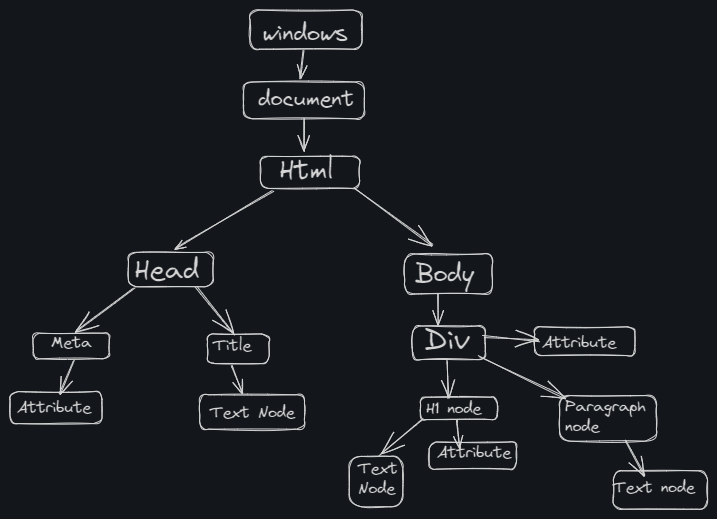 windows
document
Html
Head
Body
Meta
Title
Div
Attribute
Attribute
Text Node
H1 node
Paragraph
node
Attribute
Text
Node
Text node